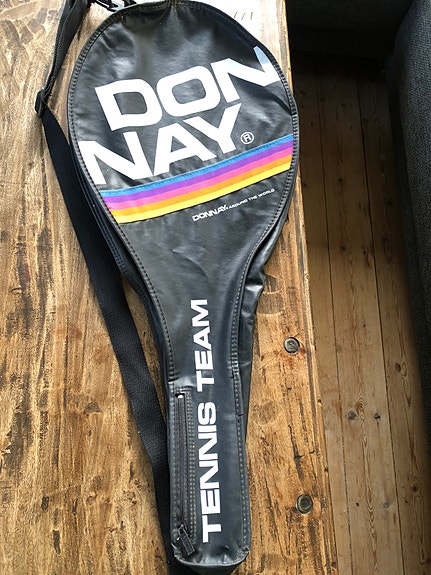 DON
NAY®
DONNAY AROUND THE WORLD
TENNIS TEAM